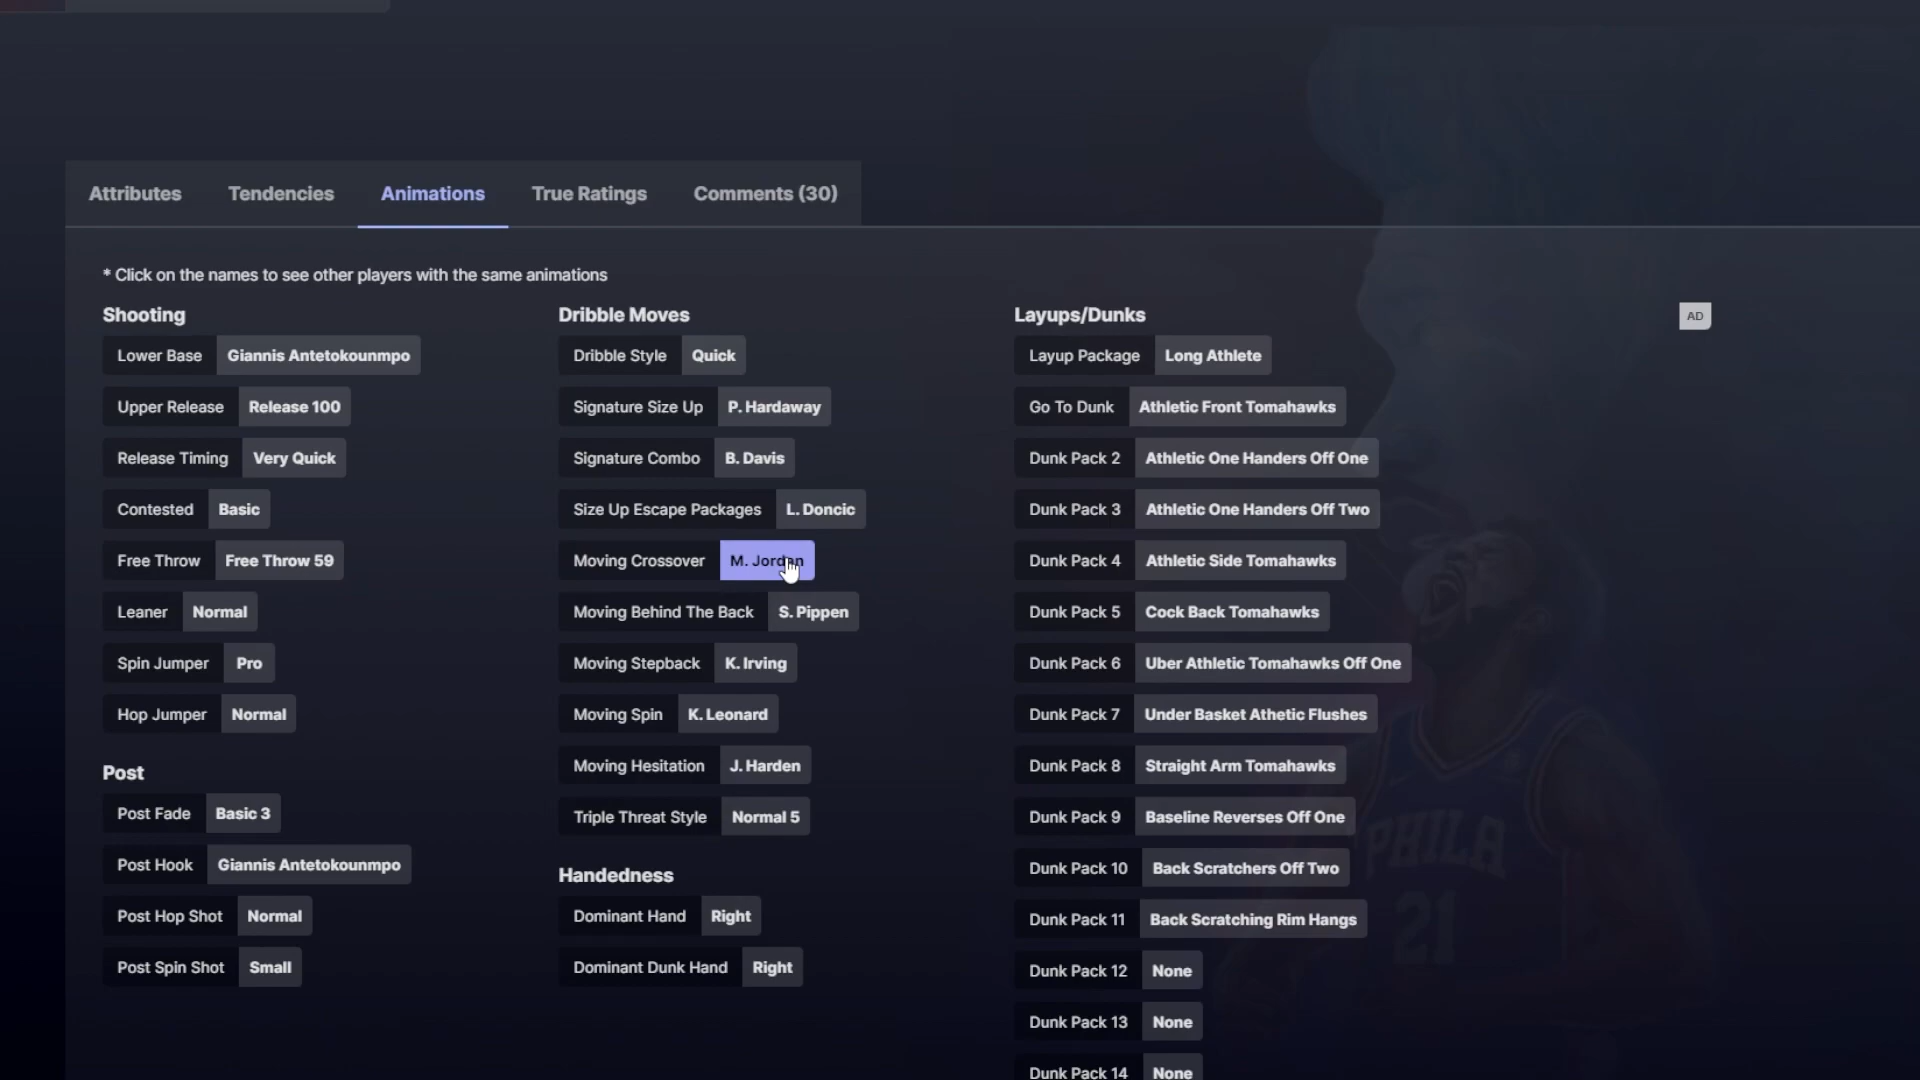 Attributes Tendencies Animations True Ratings Comments (30)
* Click on the names to see other players with the same animations
Shooting
Lower Base Giannis Antetokounmpo
Upper Release Release 100
Release Timing Very Quick
Contested Basic
Free Throw Free Throw 59
Leaner Normal
Spin Jumper Pro
Hop Jumper Normal
Post
Post Fade Basic 3
Post Hook Giannis Antetokounmpo
Post Hop Shot Normal
Post Spin Shot Small
Dribble Moves
Dribble Style Quick
Signature Size Up P. Hardaway
Signature Combo B. Davis
Size Up Escape Packages L. Doncic
Moving Crossover M. Jordan
Moving Behind The Back S. Pippen
Moving Stepback K. Irving
Moving Spin K. Leonard
Moving Hesitation J. Harden
Triple Threat Style Normal 5
Handedness
Dominant Hand Right
Dominant Dunk Hand Right
Layups/Dunks
Layup Package Long Athlete
Go To Dunk Athletic Front Tomahawks
Dunk Pack 2 Athletic One Handers Off One
Dunk Pack 3 Athletic One Handers Off Two
Dunk Pack 4 Athletic Side Tomahawks
Dunk Pack 5 Cock Back Tomahawks
Dunk Pack 6 Uber Athletic Tomahawks Off One
Dunk Pack 7 Under Basket Athetic Flushes
Dunk Pack 8 Straight Arm Tomahawks
Dunk Pack 9 Baseline Reverses Off One
Dunk Pack 10 Back Scratchers Off Two
Dunk Pack 11 Back Scratching Rim Hangs
Dunk Pack 12 None
Dunk Pack 13 None
Dunk Pack 14 None
AD
PHILA
21